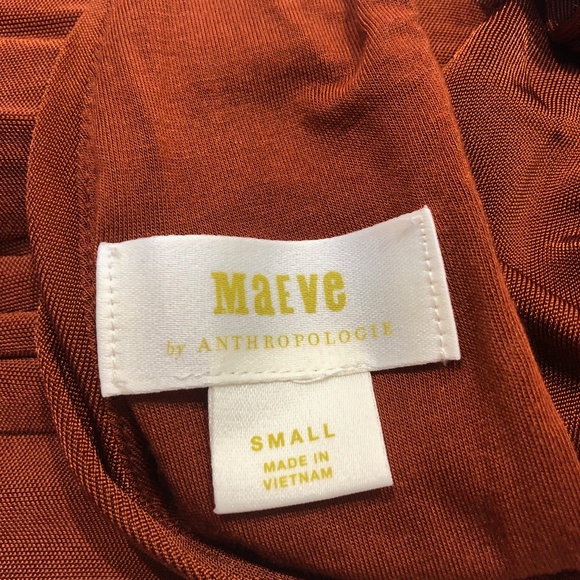 MaEVe
by ANTHROPOLOGIE
SMALL
MADE IN
VIETNAM